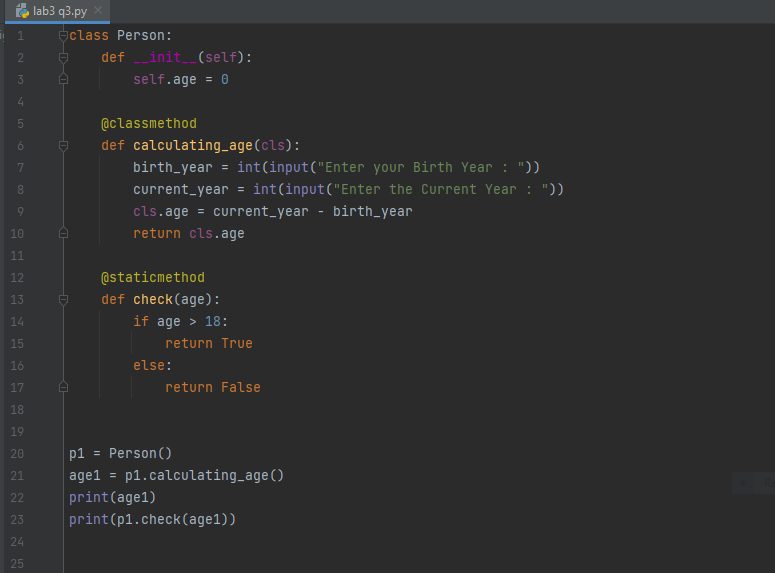 lab3 q3.py
1 class Person:
2     def __init__(self):
3         self.age = 0
4
5     @classmethod
6     def calculating_age(cls):
7         birth_year = int(input("Enter your Birth Year : "))
8         current_year = int(input("Enter the Current Year : "))
9         cls.age = current_year - birth_year
10         return cls.age
11
12     @staticmethod
13     def check(age):
14         if age > 18:
15             return True
16         else:
17             return False
18
19
20 p1 = Person()
21 age1 = p1.calculating_age()
22 print(age1)
23 print(p1.check(age1))
24
25